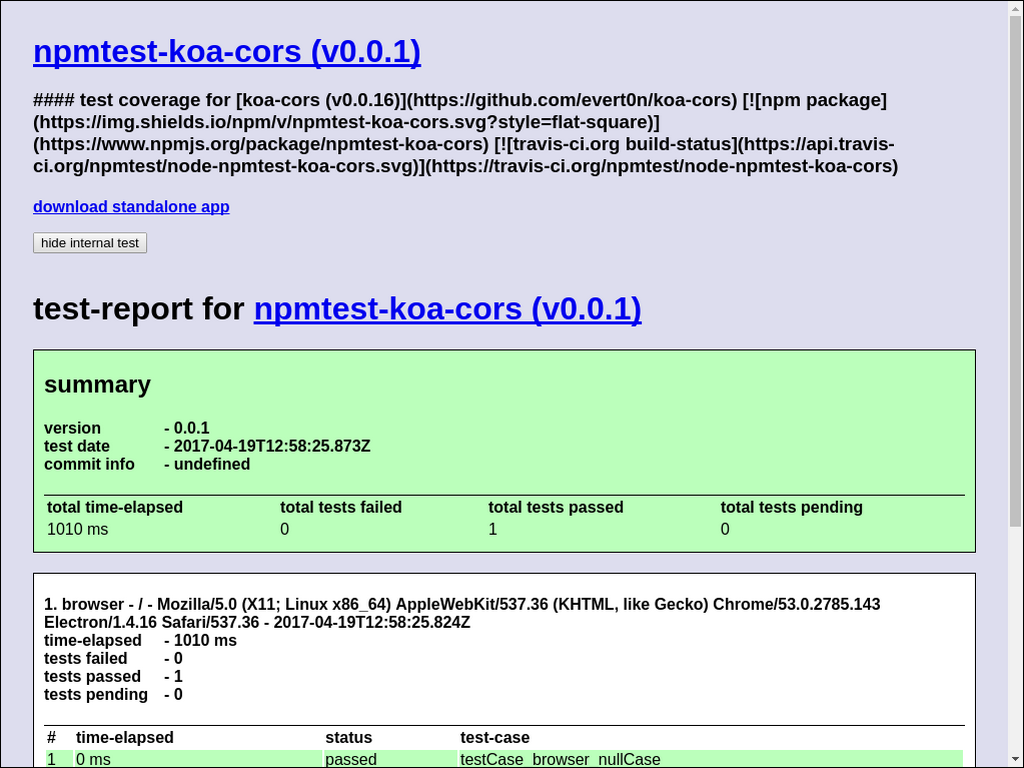 npmtest-koa-cors (v0.0.1)
#### test coverage for [koa-cors (v0.0.16)](https://github.com/evert0n/koa-cors) [![npm package]
(https://img.shields.io/npm/v/npmtest-koa-cors.svg?style=flat-square)]
(https://www.npmjs.org/package/npmtest-koa-cors) [![travis-ci.org build-status](https://api.travis-
ci.org/npmtest/node-npmtest-koa-cors.svg)](https://travis-ci.org/npmtest/node-npmtest-koa-cors)
download standalone app
hide internal test
test-report for npmtest-koa-cors (v0.0.1)
summary
version - 0.0.1
test date - 2017-04-19T12:58:25.873Z
commit info - undefined
total time-elapsed total tests failed total tests passed total tests pending
1010 ms 0 1 0
1. browser - / - Mozilla/5.0 (X11; Linux x86_64) AppleWebKit/537.36 (KHTML, like Gecko) Chrome/53.0.2785.143
Electron/1.4.16 Safari/537.36 - 2017-04-19T12:58:25.824Z
time-elapsed - 1010 ms
tests failed - 0
tests passed - 1
tests pending - 0
# time-elapsed status test-case
1 0 ms passed testCase_browser_nullCase